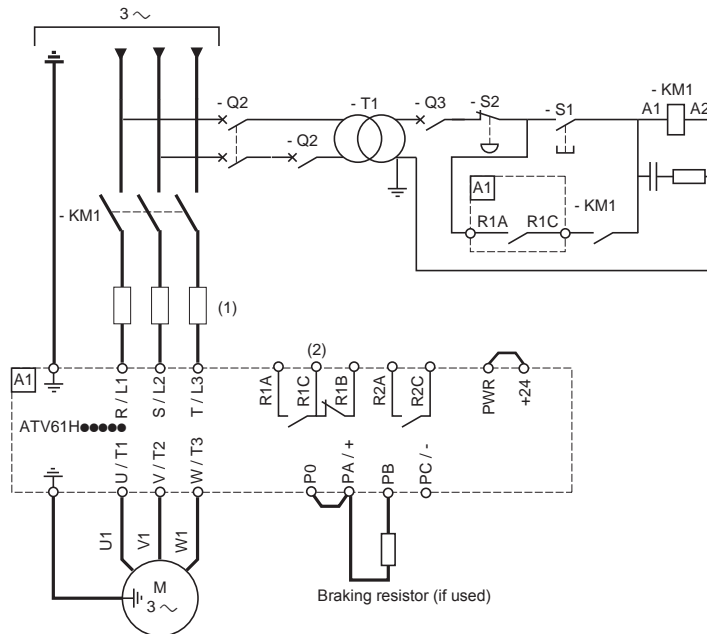 3 ~
- Q2
- T1
- Q3
- S2
- S1
- KM1
A1
A2
- Q2
A1
R1A
R1C
- KM1
- KM1
(1)
(2)
A1
R / L1
S / L2
T / L3
R1A
R1C
R1B
R2A
R2C
PWR
+24
ATV61H●●●●●
U / T1
V / T2
W / T3
P0
PA / +
PB
PC / -
U1
V1
W1
M
3 ~
Braking resistor (if used)